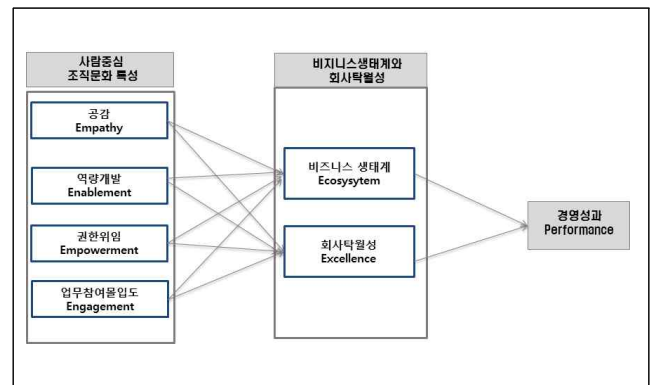 사람중심
조직문화 특성
공감
Empathy
역량개발
Enablement
권한위임
Empowerment
업무참여몰입도
Engagement
비지니스생태계와
회사탁월성
비즈니스 생태계
Ecosysytem
회사탁월성
Excellence
경영성과
Performance